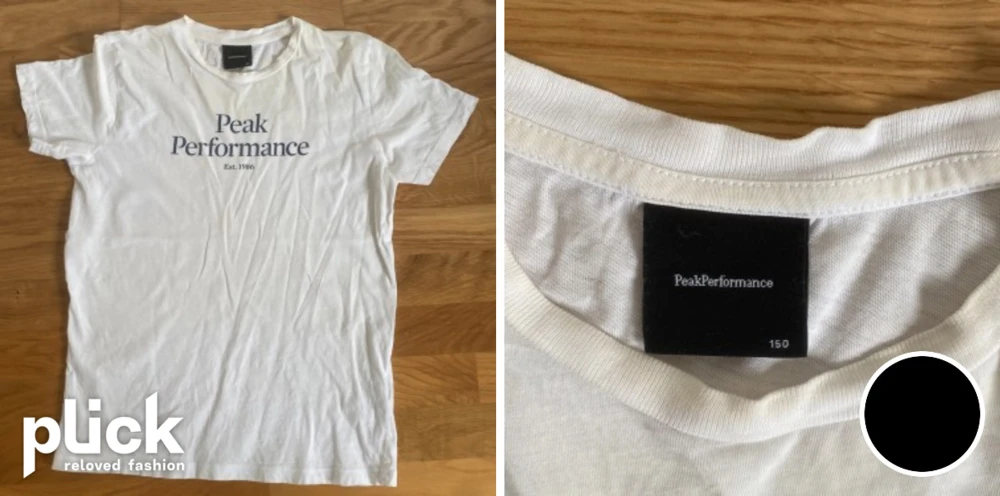 Peak
Performance
Est. 1986
plick
reloved fashion
PeakPerformance
150